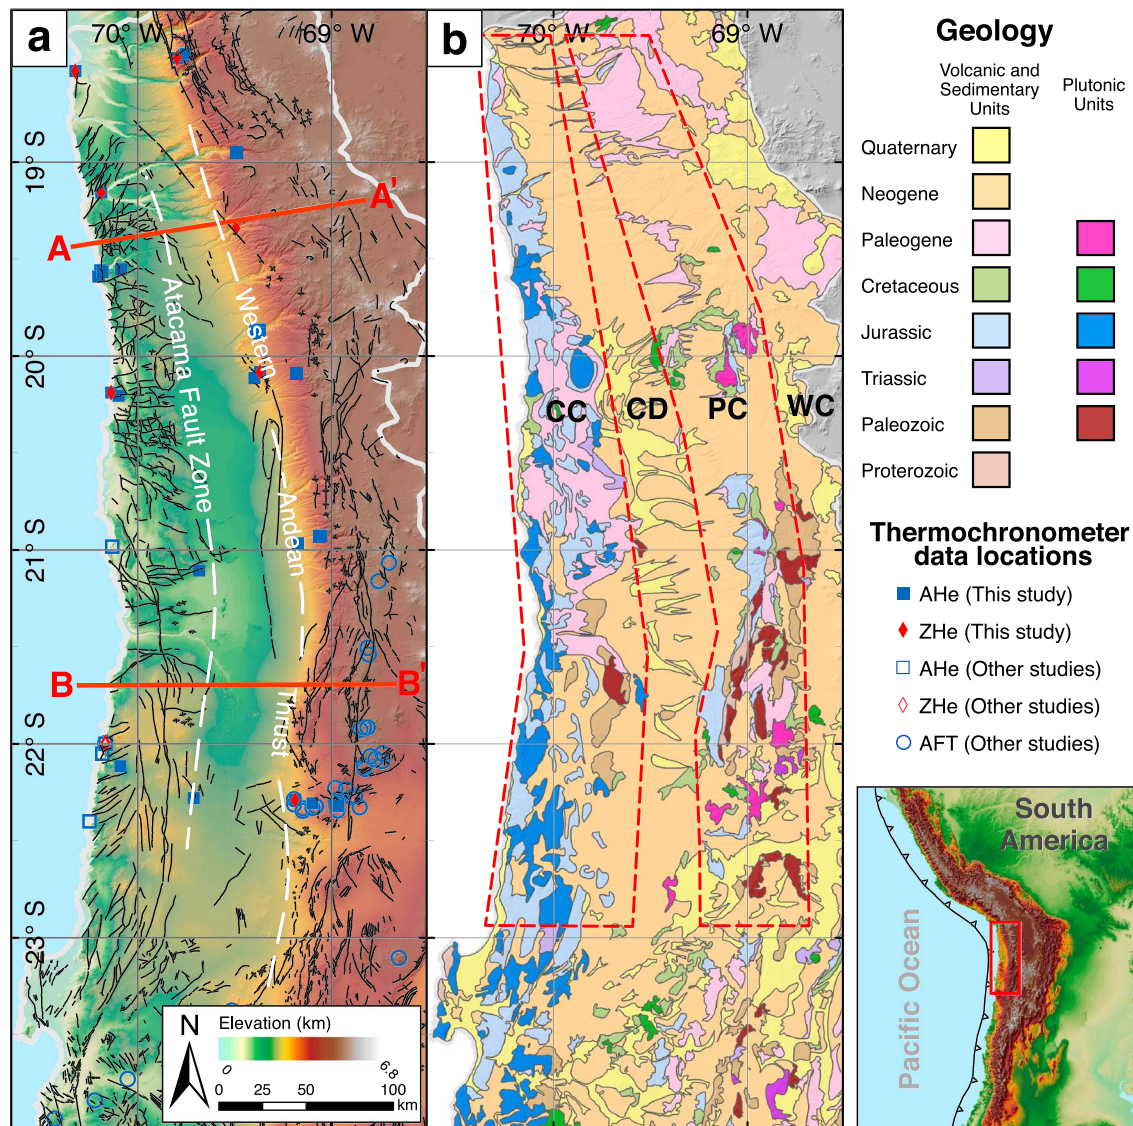 a
70° W
69° W
19° S
20° S
21° S
22° S
23° S
A
A'
B
B'
Atacama Fault Zone
Western
Andean
Thrust
N
Elevation (km)
0
6.8
0
25
50
100
km
b
70° W
69° W
CC
CD
PC
WC
Geology
Volcanic and
Sedimentary
Units
Plutonic
Units
Quaternary
Neogene
Paleogene
Cretaceous
Jurassic
Triassic
Paleozoic
Proterozoic
Thermochronometer
data locations
AHe (This study)
ZHe (This study)
AHe (Other studies)
ZHe (Other studies)
AFT (Other studies)
South
America
Pacific Ocean